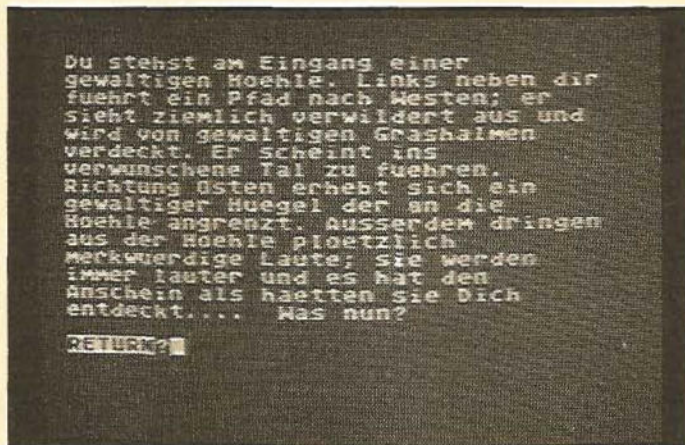 Du stehst am Eingang einer
gewaltigen Hoehle. Links neben dir
fuehrt ein Pfad nach Westen; er
sieht ziemlich verwildert aus und
wird von gewaltigen Grashalmen
verdeckt. Er scheint ins
verwunschene Tal zu fuehren.
Richtung Osten erhebt sich ein
gewaltiger Huegel der an die
Hoehle angrenzt. Ausserdem dringen
aus der Hoehle ploetzlich
merkwuerdige Laute; sie werden
immer lauter und es hat den
Anschein als haetten sie Dich
entdeckt.... Was nun?
RETURN?